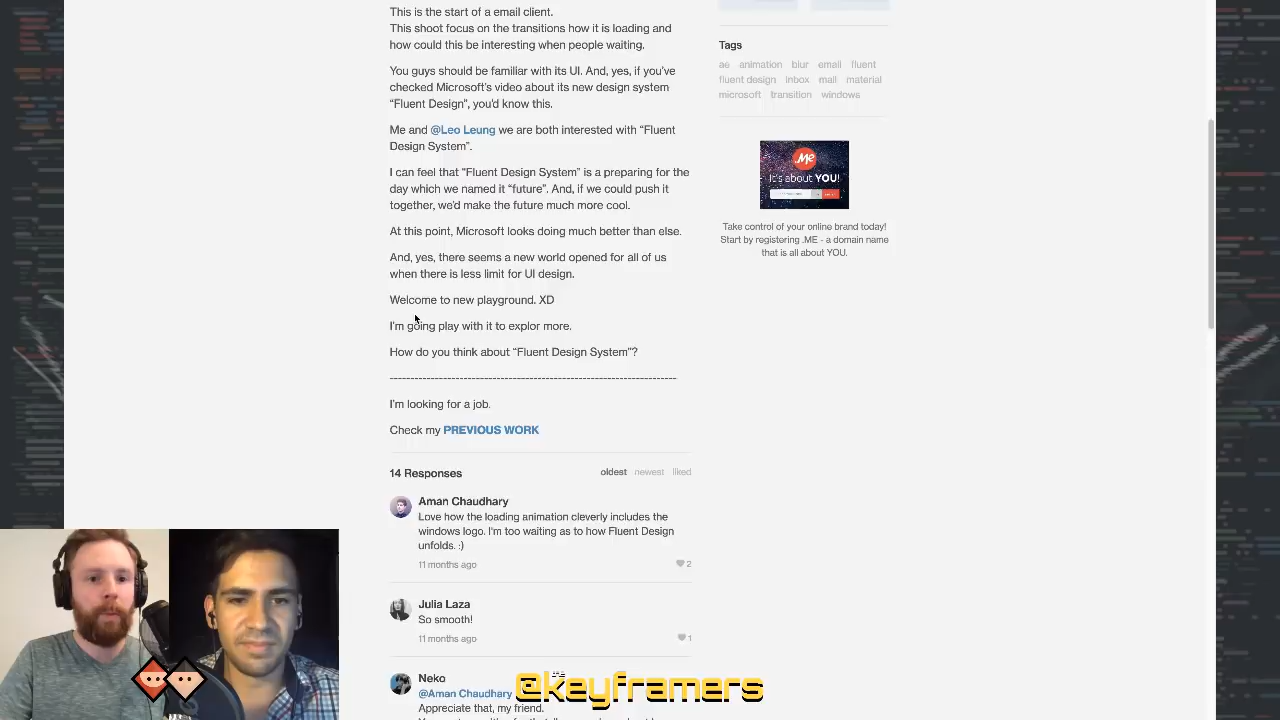 This is the start of a email client.
This shoot focus on the transitions how it is loading and
how could this be interesting when people waiting.
You guys should be familiar with its UI. And, yes, if you’ve
checked Microsoft’s video about its new design system
“Fluent Design”, you’d know this.
Me and @Leo Leung we are both interested with “Fluent
Design System”.
I can feel that “Fluent Design System” is a preparing for the
day which we named it “future”. And, if we could push it
together, we’d make the future much more cool.
At this point, Microsoft looks doing much better than else.
And, yes, there seems a new world opened for all of us
when there is less limit for UI design.
Welcome to new playground. XD
I’m going play with it to explor more.
How do you think about “Fluent Design System”?
----------------------------------------------------------------------
I’m looking for a job.
Check my PREVIOUS WORK
14 Responses oldest newest liked
Aman Chaudhary
Love how the loading animation cleverly includes the
windows logo. I'm too waiting as to how Fluent Design
unfolds. :)
11 months ago 2
Julia Laza
So smooth!
11 months ago 1
Neko
@Aman Chaudhary
Appreciate that, my friend.
Tags
ae animation blur email fluent
fluent design inbox mail material
microsoft transition windows
.Me
It's about YOU!
Take control of your online brand today!
Start by registering .ME - a domain name
that is all about YOU.
@keyframers